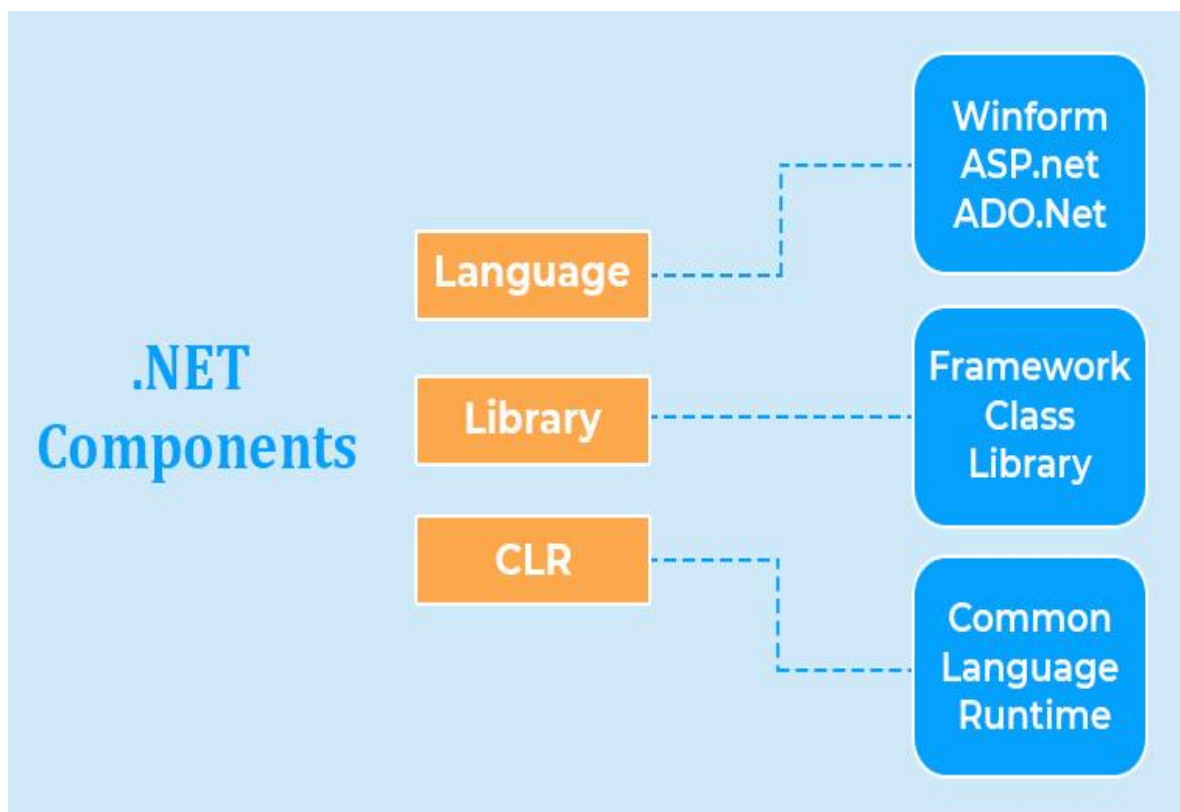 .NET
Components
Language
Library
CLR
Winform
ASP.net
ADO.Net
Framework
Class
Library
Common
Language
Runtime